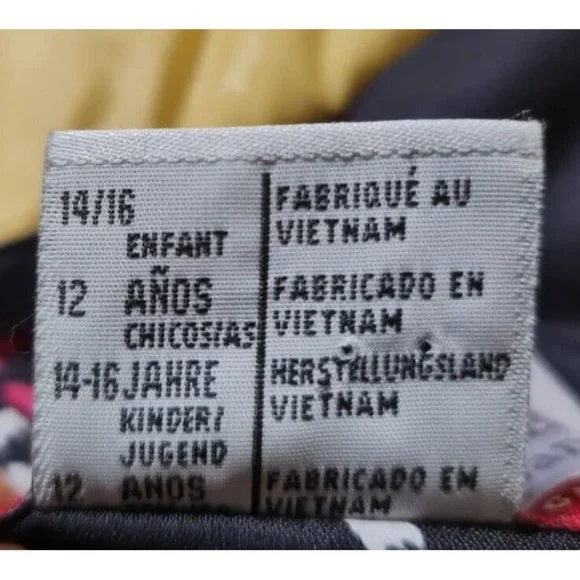 14/16
ENFANT
FABRIQUÉ AU
VIETNAM
12 AÑOS
CHICOS/AS
FABRICADO EN
VIETNAM
14-16 JAHRE
KINDER/
JUGEND
HERSTELLUNGSLAND
VIETNAM
12 ANOS
FABRICADO EM
VIETNAM